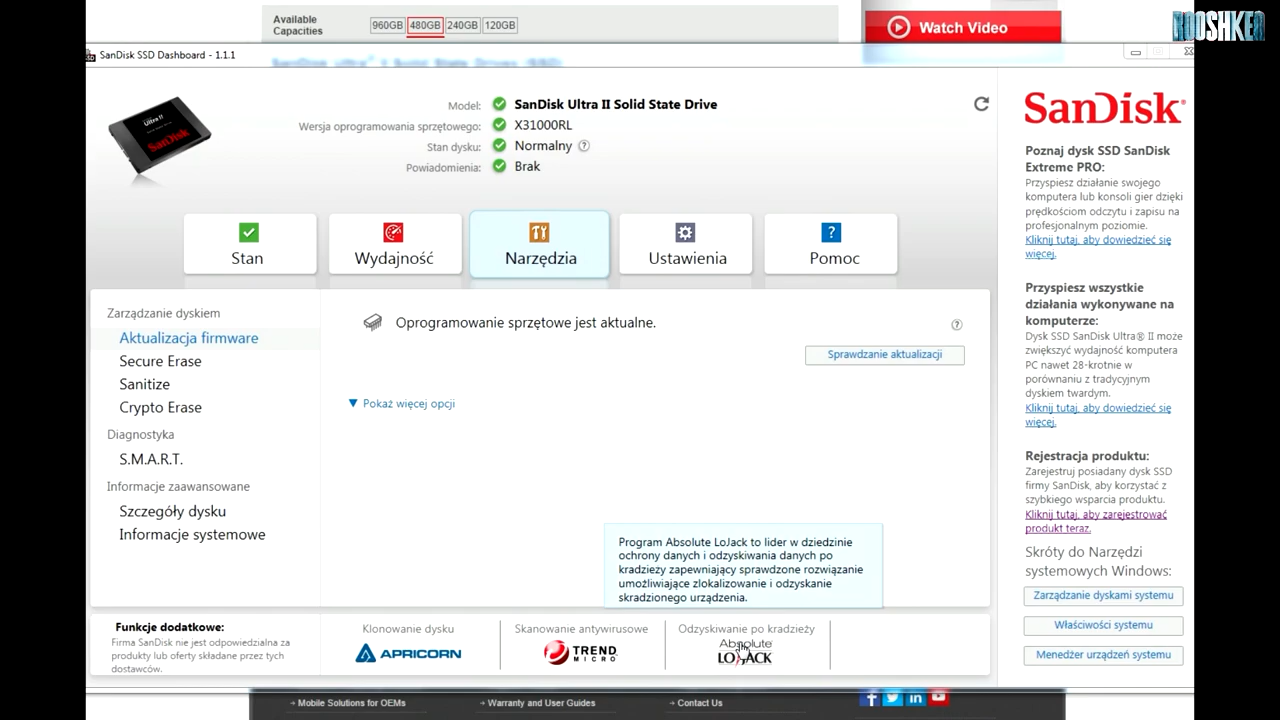 Available
Capacities
960GB 480GB 240GB 120GB
Watch Video
ROOSHKER
SanDisk SSD Dashboard - 1.1.1
Model: SanDisk Ultra II Solid State Drive
Wersja oprogramowania sprzętowego: X31000RL
Stan dysku: Normalny ?
Powiadomienia: Brak
Ultra II
SanDisk
Stan
Wydajność
Narzędzia
Ustawienia
? Pomoc
Zarządzanie dyskiem
Aktualizacja firmware
Secure Erase
Sanitize
Crypto Erase
Diagnostyka
S.M.A.R.T.
Informacje zaawansowane
Szczegóły dysku
Informacje systemowe
Oprogramowanie sprzętowe jest aktualne. ?
Sprawdzanie aktualizacji
Pokaż więcej opcji
Program Absolute LoJack to lider w dziedzinie
ochrony danych i odzyskiwania danych po
kradzieży zapewniający sprawdzone rozwiązanie
umożliwiające zlokalizowanie i odzyskanie
skradzionego urządzenia.
Funkcje dodatkowe:
Firma SanDisk nie jest odpowiedzialna za
produkty lub oferty składane przez tych
dostawców.
Klonowanie dysku
APRICORN
Skanowanie antywirusowe
TREND
MICRO
Odzyskiwanie po kradzieży
Absolute
LOJACK
SanDisk®
Poznaj dysk SSD SanDisk
Extreme PRO:
Przyspiesz działanie swojego
komputera lub konsoli gier dzięki
prędkościom odczytu i zapisu na
profesjonalnym poziomie.
Kliknij tutaj, aby dowiedzieć się
więcej.
Przyspiesz wszystkie
działania wykonywane na
komputerze:
Dysk SSD SanDisk Ultra® II może
zwiększyć wydajność komputera
PC nawet 28-krotnie w
porównaniu z tradycyjnym
dyskiem twardym.
Kliknij tutaj, aby dowiedzieć się
więcej.
Rejestracja produktu:
Zarejestruj posiadany dysk SSD
firmy SanDisk, aby korzystać z
szybkiego wsparcia produktu.
Kliknij tutaj, aby zarejestrować
produkt teraz.
Skróty do Narzędzi
systemowych Windows:
Zarządzanie dyskami systemu
Właściwości systemu
Menedżer urządzeń systemu
Mobile Solutions for OEMs
Warranty and User Guides
Contact Us